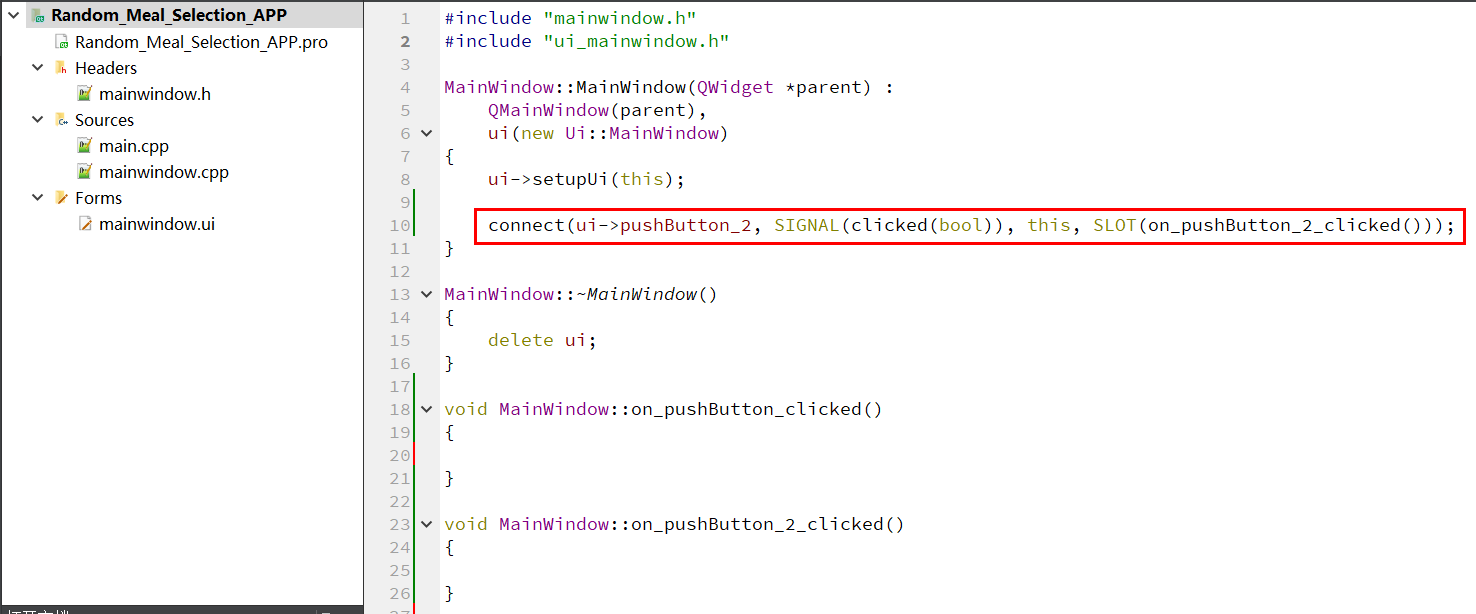 Random_Meal_Selection_APP
Random_Meal_Selection_APP.pro
Headers
mainwindow.h
Sources
main.cpp
mainwindow.cpp
Forms
mainwindow.ui
1 #include "mainwindow.h"
2 #include "ui_mainwindow.h"
3
4 MainWindow::MainWindow(QWidget *parent) :
5     QMainWindow(parent),
6     ui(new Ui::MainWindow)
7 {
8     ui->setupUi(this);
9
10     connect(ui->pushButton_2, SIGNAL(clicked(bool)), this, SLOT(on_pushButton_2_clicked()));
11 }
12
13 MainWindow::~MainWindow()
14 {
15     delete ui;
16 }
17
18 void MainWindow::on_pushButton_clicked()
19 {
20
21 }
22
23 void MainWindow::on_pushButton_2_clicked()
24 {
25
26 }
27